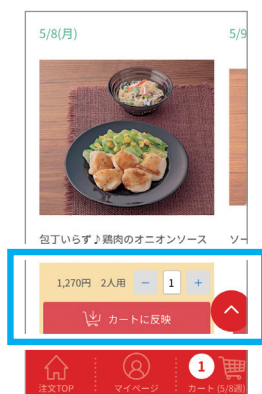 5/8(月) 5/9
包丁いらず♪鶏肉のオニオンソース ソー
1,270円 2人用 － 1 ＋
カートに反映
1
注文TOP マイページ カート(5/8週)